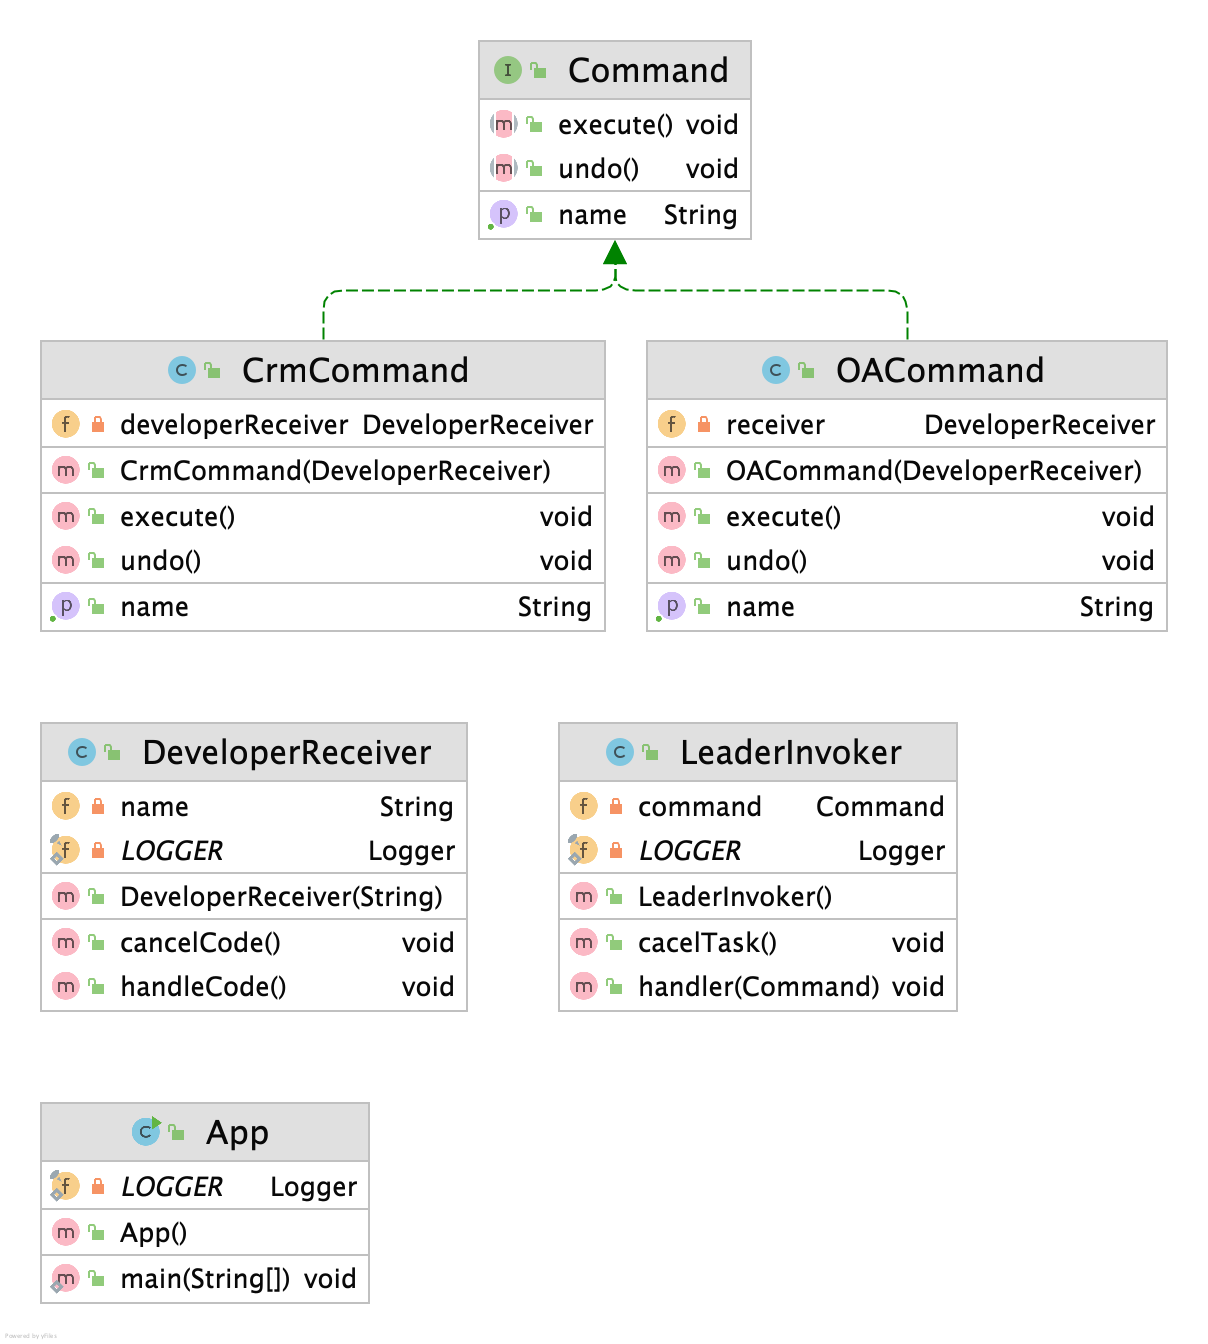 Command
execute() void
undo() void
name String
CrmCommand
developerReceiver DeveloperReceiver
CrmCommand(DeveloperReceiver)
execute() void
undo() void
name String
OACommand
receiver DeveloperReceiver
OACommand(DeveloperReceiver)
execute() void
undo() void
name String
DeveloperReceiver
name String
LOGGER Logger
DeveloperReceiver(String)
cancelCode() void
handleCode() void
LeaderInvoker
command Command
LOGGER Logger
LeaderInvoker()
cacelTask() void
handler(Command) void
App
LOGGER Logger
App()
main(String[]) void
Powered by yFiles